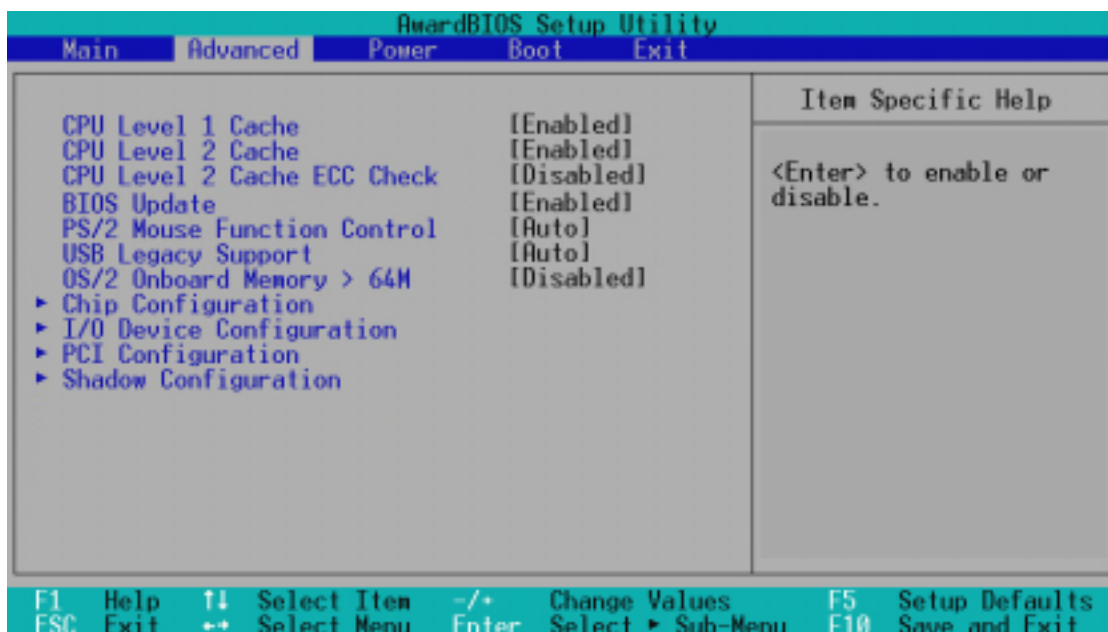 AwardBIOS Setup Utility
Main Advanced Power Boot Exit
Item Specific Help
CPU Level 1 Cache [Enabled]
CPU Level 2 Cache [Enabled]
CPU Level 2 Cache ECC Check [Disabled]
BIOS Update [Enabled]
PS/2 Mouse Function Control [Auto]
USB Legacy Support [Auto]
OS/2 Onboard Memory > 64M [Disabled]
► Chip Configuration
► I/O Device Configuration
► PCI Configuration
► Shadow Configuration
<Enter> to enable or
disable.
F1 Help ↑↓ Select Item -/+ Change Values F5 Setup Defaults
ESC Exit ←→ Select Menu Enter Select ► Sub-Menu F10 Save and Exit